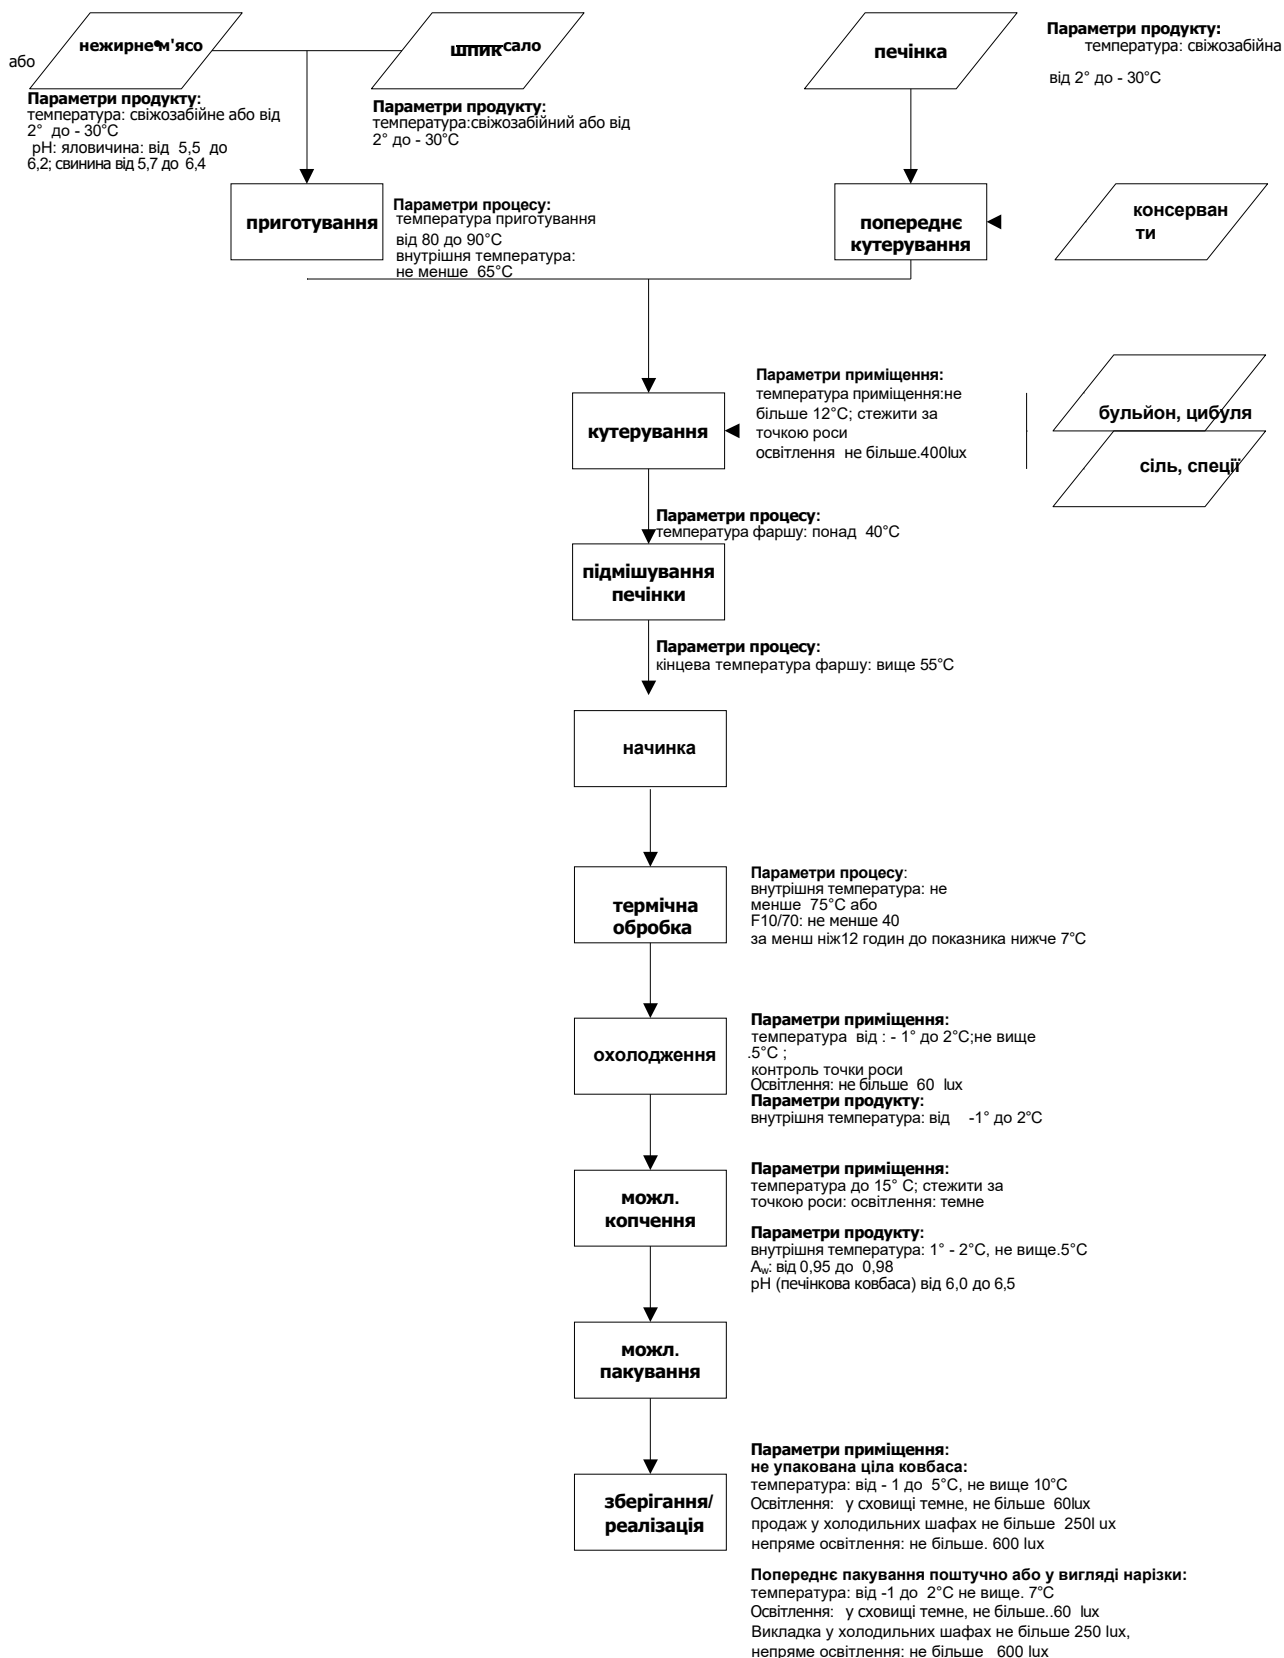 нежирне м'ясо
шпик сало
печінка
Параметри продукту:
температура: свіжозабійна
або
від 2° до - 30°C
Параметри продукту:
температура: свіжозабійне або від
2° до - 30°C
pH: яловичина: від 5,5 до
6,2; свинина від 5,7 до 6,4
Параметри продукту:
температура:свіжозабійний або від
2° до - 30°C
приготування
Параметри процесу:
температура приготування
від 80 до 90°C
внутрішня температура:
не менше 65°C
попереднє
кутерування
консерван
ти
кутерування
Параметри приміщення:
температура приміщення:не
більше 12°C; стежити за
точкою роси
освітлення не більше.400lux
бульйон, цибуля
сіль, спеції
Параметри процесу:
температура фаршу: понад 40°C
підмішування
печінки
Параметри процесу:
кінцева температура фаршу: вище 55°C
начинка
термічна
обробка
Параметри процесу:
внутрішня температура: не
менше 75°C або
F10/70: не менше 40
за менш ніж12 годин до показника нижче 7°C
охолодження
Параметри приміщення:
температура від : - 1° до 2°C;не вище
.5°C ;
контроль точки роси
Освітлення: не більше 60 lux
Параметри продукту:
внутрішня температура: від -1° до 2°C
можл.
копчення
Параметри приміщення:
температура до 15° C; стежити за
точкою роси: освітлення: темне
Параметри продукту:
внутрішня температура: 1° - 2°C, не вище.5°C
Aw: від 0,95 до 0,98
pH (печінкова ковбаса) від 6,0 до 6,5
можл.
пакування
зберігання/
реалізація
Параметри приміщення:
не упакована ціла ковбаса:
температура: від - 1 до 5°C, не вище 10°C
Освітлення: у сховищі темне, не більше 60lux
продаж у холодильних шафах не більше 250l ux
непряме освітлення: не більше. 600 lux
Попереднє пакування поштучно або у вигляді нарізки:
температура: від -1 до 2°C не вище. 7°C
Освітлення: у сховищі темне, не більше..60 lux
Викладка у холодильних шафах не більше 250 lux,
непряме освітлення: не більше 600 lux